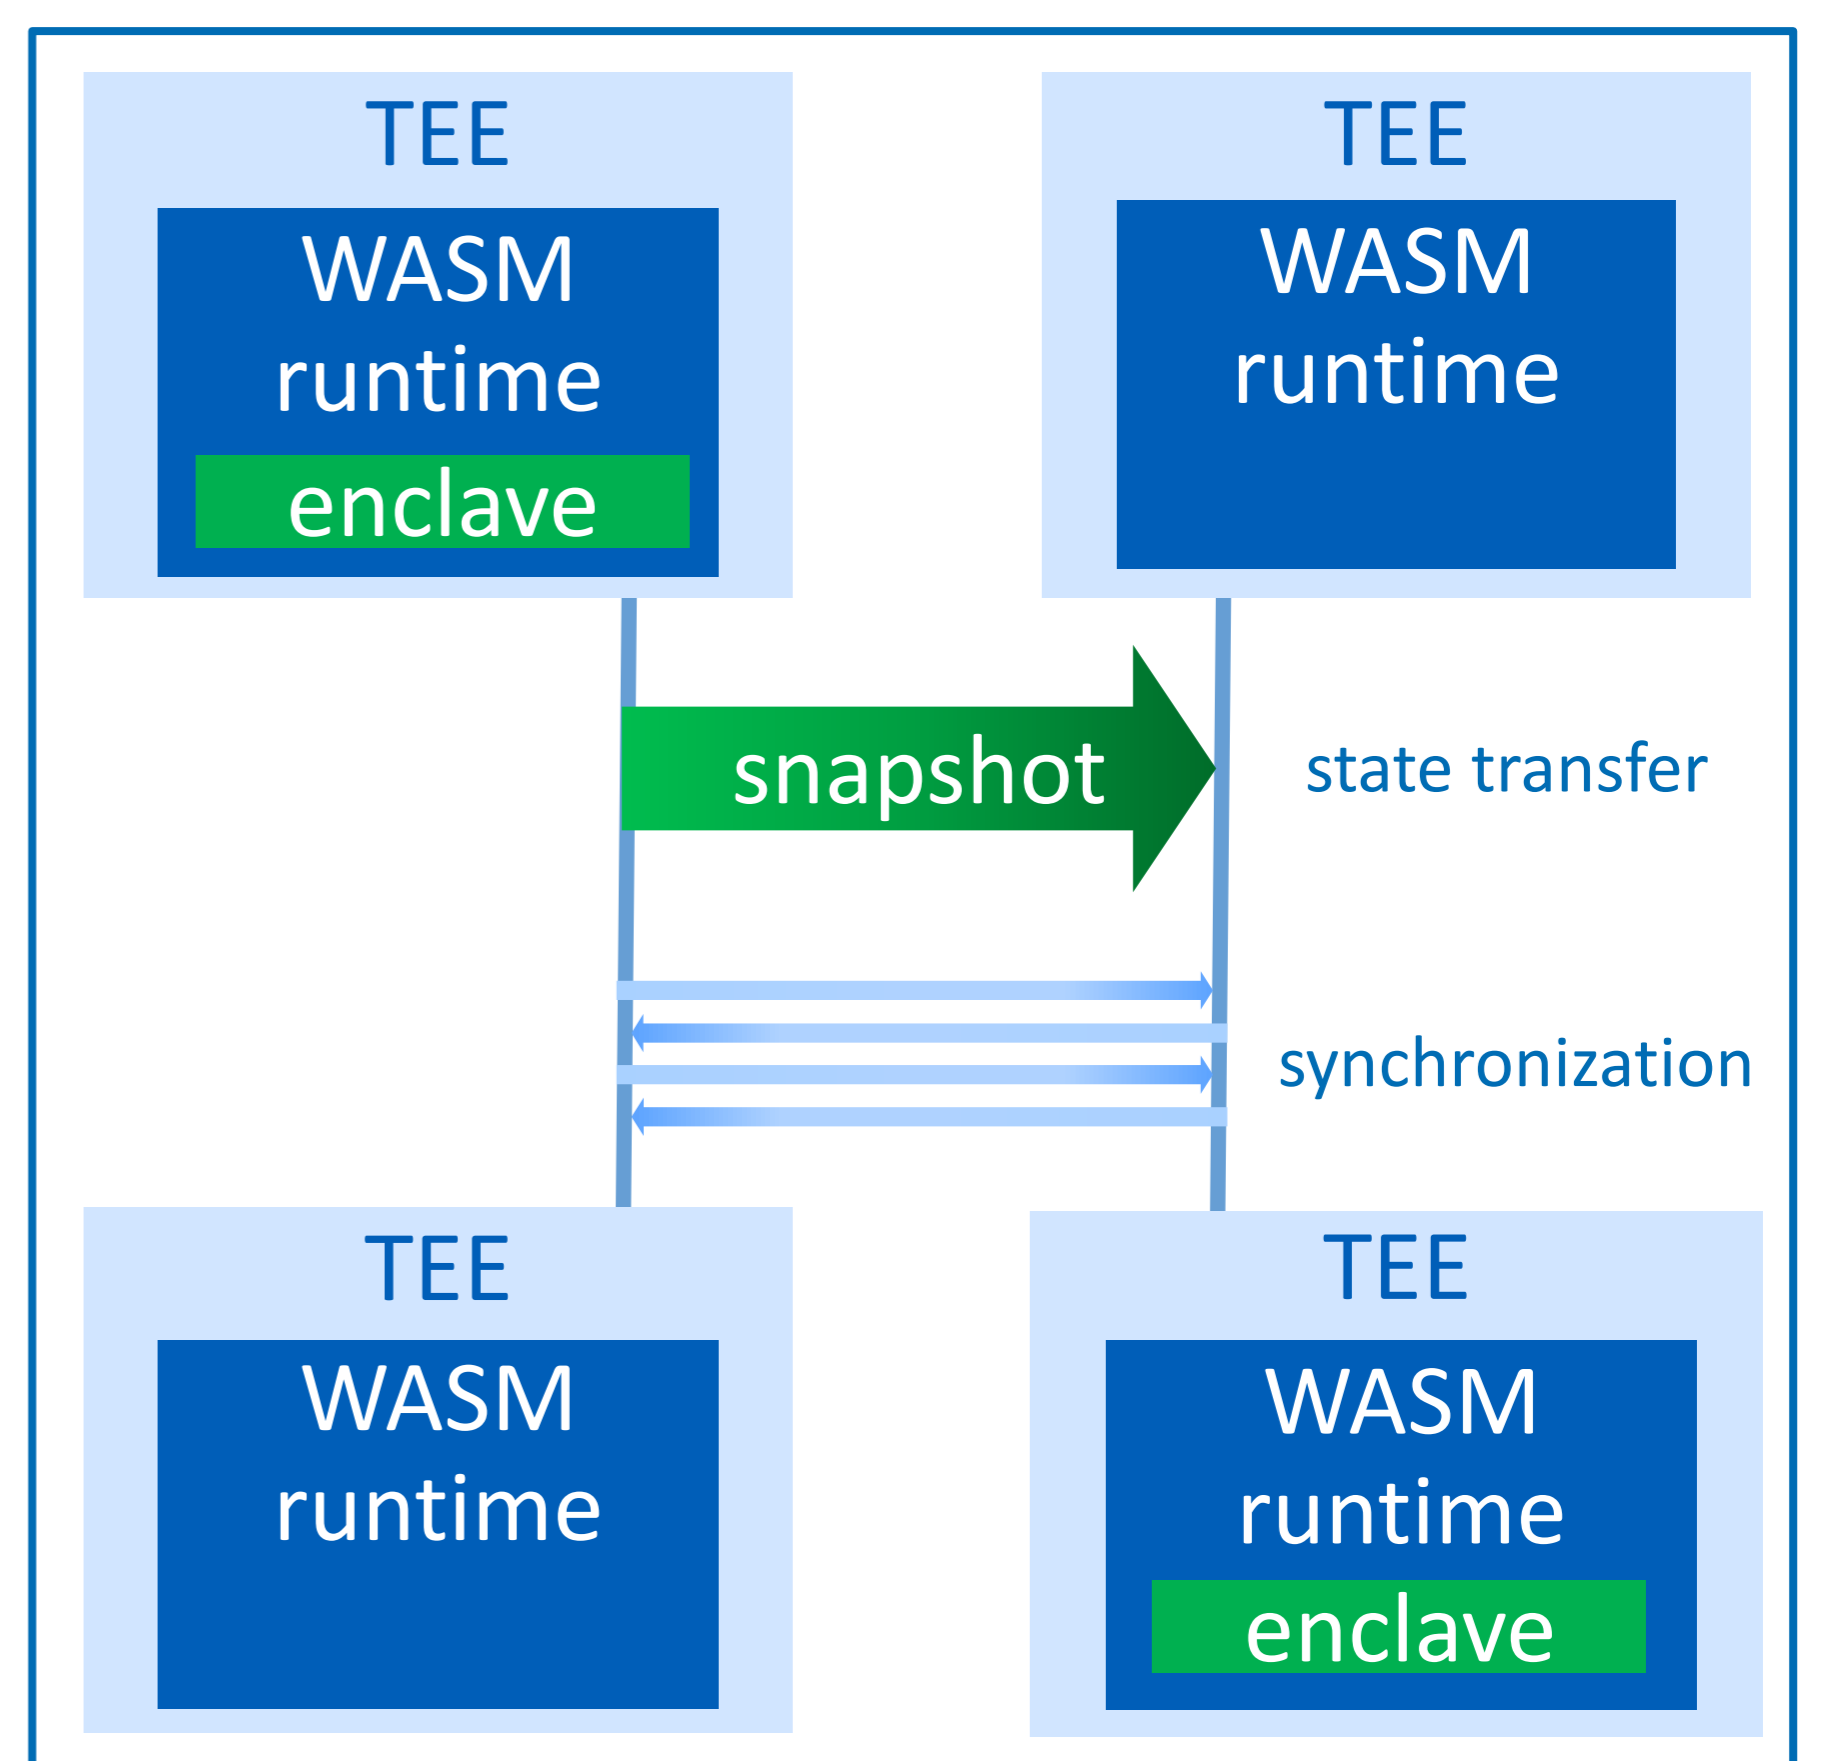 TEE
WASM
runtime
enclave
TEE
WASM
runtime
snapshot
state transfer
synchronization
TEE
WASM
runtime
TEE
WASM
runtime
enclave